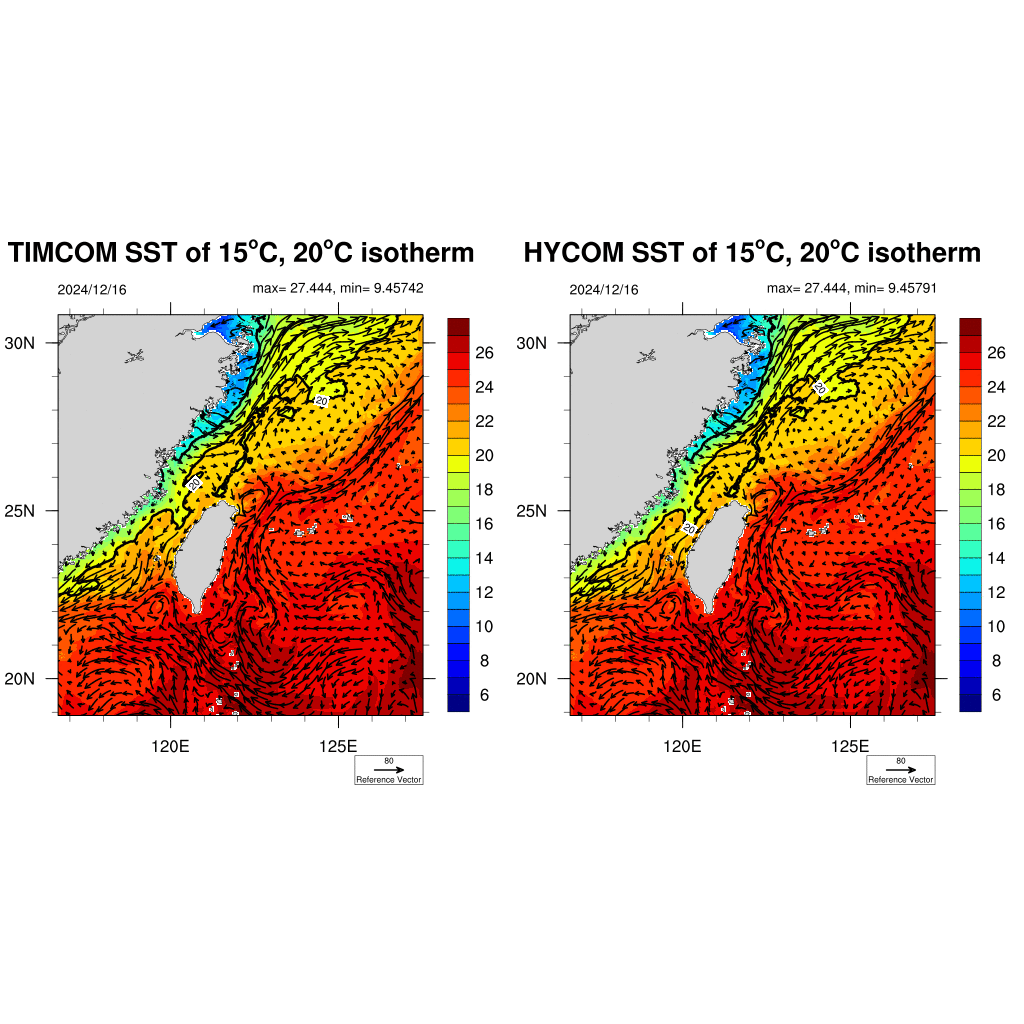 TIMCOM SST of 15°C, 20°C isotherm
2024/12/16
max= 27.444, min= 9.45742
30N
25N
20N
120E
125E
20
20
26
24
22
20
18
16
14
12
10
8
6
80
Reference Vector
HYCOM SST of 15°C, 20°C isotherm
2024/12/16
max= 27.444, min= 9.45791
30N
25N
20N
120E
125E
20
20
26
24
22
20
18
16
14
12
10
8
6
80
Reference Vector